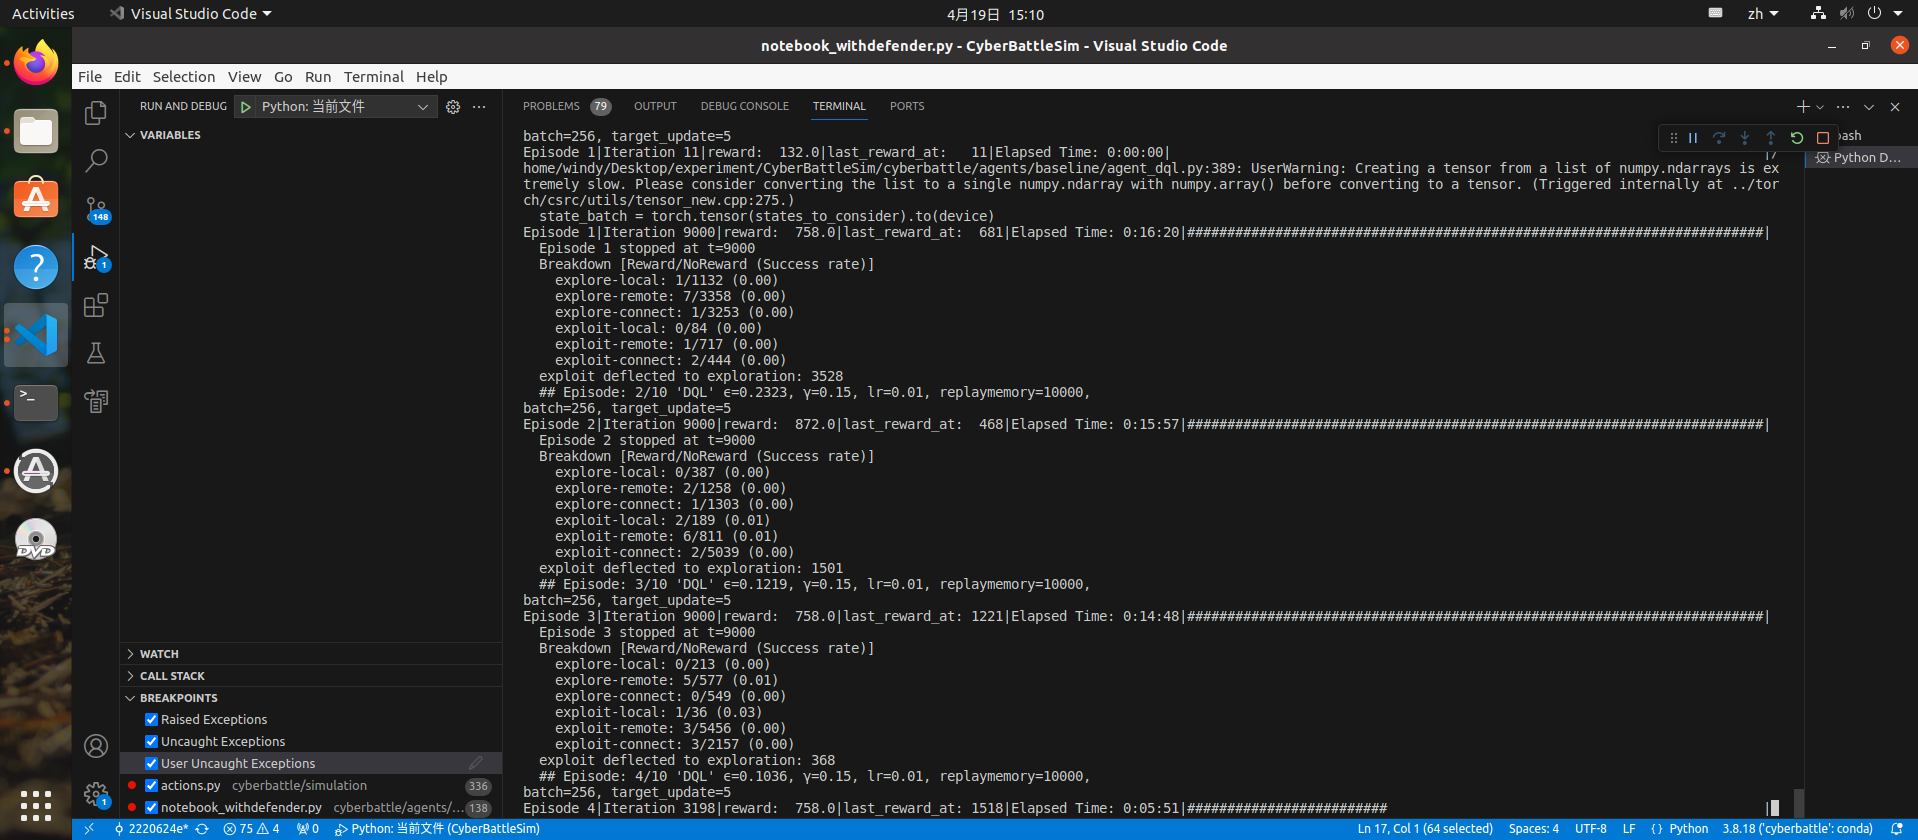 Activities
Visual Studio Code
4月19日 15:10
zh
notebook_withdefender.py - CyberBattleSim - Visual Studio Code
File Edit Selection View Go Run Terminal Help
RUN AND DEBUG
Python: 当前文件
VARIABLES
WATCH
CALL STACK
BREAKPOINTS
Raised Exceptions
Uncaught Exceptions
User Uncaught Exceptions
actions.py cyberbattle/simulation 336
notebook_withdefender.py cyberbattle/agents/... 138
148
1
1
>_
DVD
PROBLEMS 79 OUTPUT DEBUG CONSOLE TERMINAL PORTS
bash
Python D...
batch=256, target_update=5
Episode 1|Iteration 11|reward:  132.0|last_reward_at:   11|Elapsed Time: 0:00:00| |/
home/windy/Desktop/experiment/CyberBattleSim/cyberbattle/agents/baseline/agent_dql.py:389: UserWarning: Creating a tensor from a list of numpy.ndarrays is ex
tremely slow. Please consider converting the list to a single numpy.ndarray with numpy.array() before converting to a tensor. (Triggered internally at ../tor
ch/csrc/utils/tensor_new.cpp:275.)
state_batch = torch.tensor(states_to_consider).to(device)
Episode 1|Iteration 9000|reward:  758.0|last_reward_at:  681|Elapsed Time: 0:16:20|########################################################################|
Episode 1 stopped at t=9000
Breakdown [Reward/NoReward (Success rate)]
explore-local: 1/1132 (0.00)
explore-remote: 7/3358 (0.00)
explore-connect: 1/3253 (0.00)
exploit-local: 0/84 (0.00)
exploit-remote: 1/717 (0.00)
exploit-connect: 2/444 (0.00)
exploit deflected to exploration: 3528
## Episode: 2/10 'DQL' ϵ=0.2323, γ=0.15, lr=0.01, replaymemory=10000,
batch=256, target_update=5
Episode 2|Iteration 9000|reward:  872.0|last_reward_at:  468|Elapsed Time: 0:15:57|########################################################################|
Episode 2 stopped at t=9000
Breakdown [Reward/NoReward (Success rate)]
explore-local: 0/387 (0.00)
explore-remote: 2/1258 (0.00)
explore-connect: 1/1303 (0.00)
exploit-local: 2/189 (0.01)
exploit-remote: 6/811 (0.01)
exploit-connect: 2/5039 (0.00)
exploit deflected to exploration: 1501
## Episode: 3/10 'DQL' ϵ=0.1219, γ=0.15, lr=0.01, replaymemory=10000,
batch=256, target_update=5
Episode 3|Iteration 9000|reward:  758.0|last_reward_at: 1221|Elapsed Time: 0:14:48|########################################################################|
Episode 3 stopped at t=9000
Breakdown [Reward/NoReward (Success rate)]
explore-local: 0/213 (0.00)
explore-remote: 5/577 (0.01)
explore-connect: 0/549 (0.00)
exploit-local: 1/36 (0.03)
exploit-remote: 3/5456 (0.00)
exploit-connect: 3/2157 (0.00)
exploit deflected to exploration: 368
## Episode: 4/10 'DQL' ϵ=0.1036, γ=0.15, lr=0.01, replaymemory=10000,
batch=256, target_update=5
Episode 4|Iteration 3198|reward:  758.0|last_reward_at: 1518|Elapsed Time: 0:05:51|######################### |
2220624e* 75 4 0 Python: 当前文件 (CyberBattleSim)
Ln 17, Col 1 (64 selected) Spaces: 4 UTF-8 LF { } Python 3.8.18 ('cyberbattle': conda)